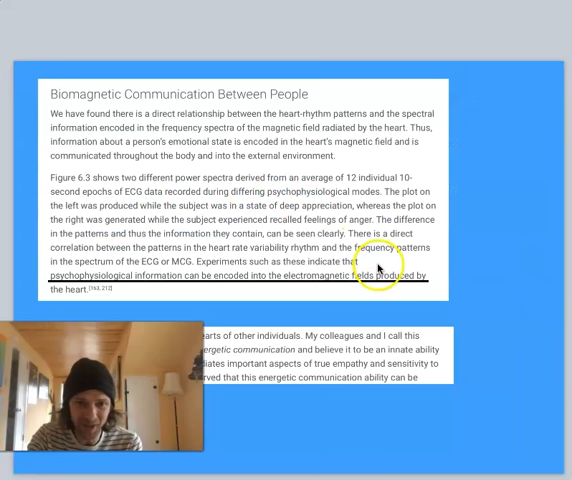 Biomagnetic Communication Between People
We have found there is a direct relationship between the heart-rhythm patterns and the spectral
information encoded in the frequency spectra of the magnetic field radiated by the heart. Thus,
information about a person's emotional state is encoded in the heart's magnetic field and is
communicated throughout the body and into the external environment.
Figure 6.3 shows two different power spectra derived from an average of 12 individual 10-
second epochs of ECG data recorded during differing psychophysiological modes. The plot on
the left was produced while the subject was in a state of deep appreciation, whereas the plot on
the right was generated while the subject experienced recalled feelings of anger. The difference
in patterns and thus the information they contain, can be seen clearly. There is a direct
correlation between the patterns in the heart rate variability rhythm and the frequency patterns
in the spectrum of the ECG or MCG. Experiments such as these indicate that
psychophysiological information can be encoded into the electromagnetic fields produced by
the heart.[163, 212]
earts of other individuals. My colleagues and I call this
ergetic communication and believe it to be an innate ability
diates important aspects of true empathy and sensitivity to
erved that this energetic communication ability can be